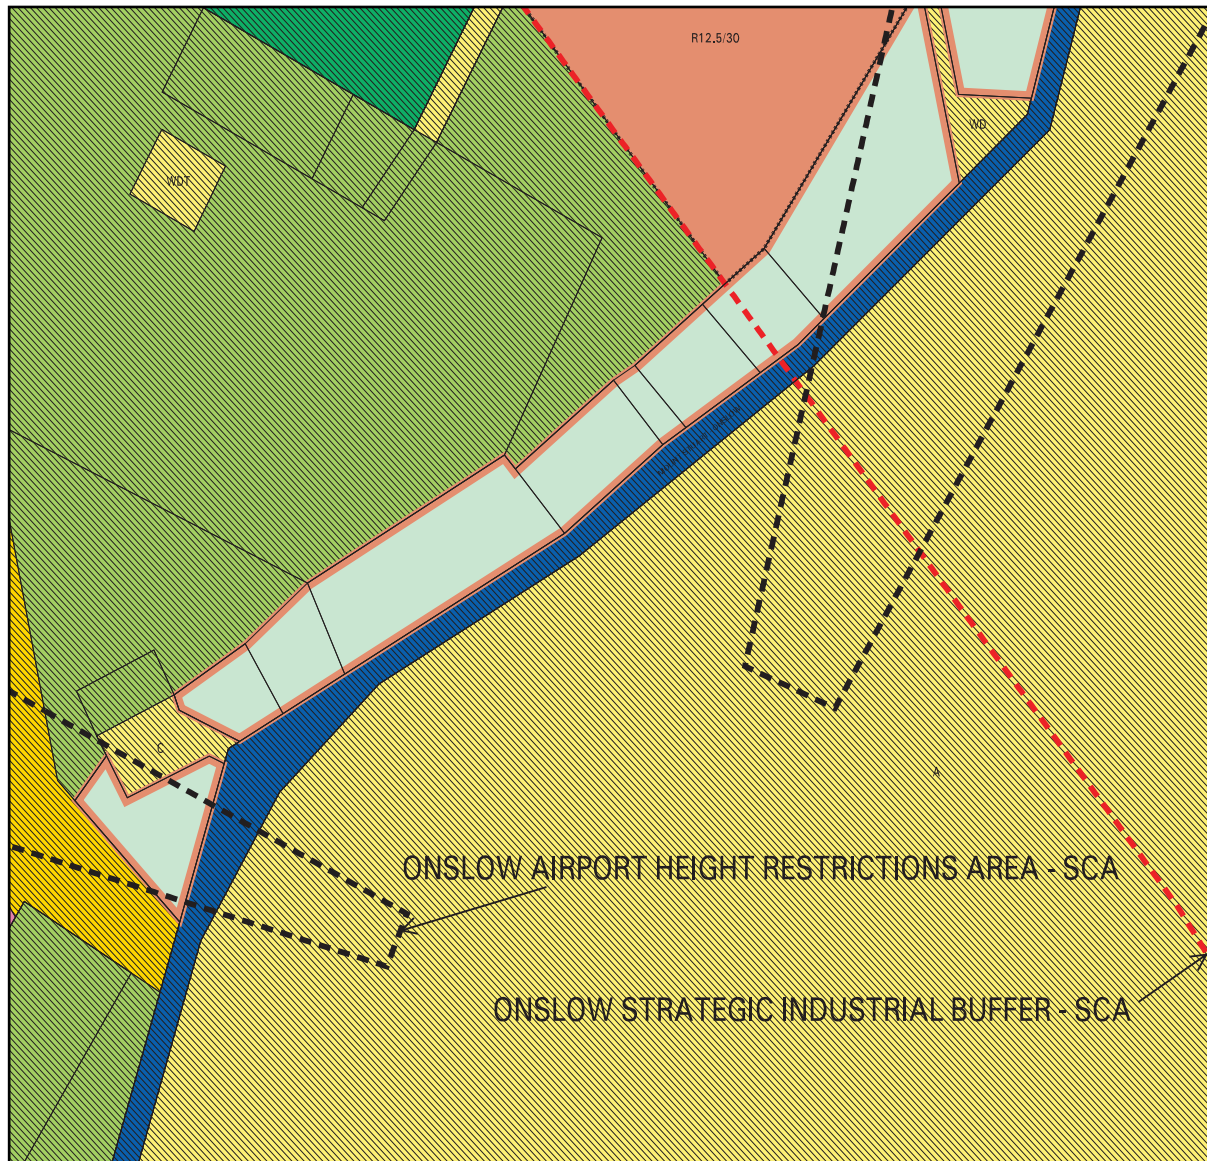 R12.5/30
WD
WDT
C
A
ONSLOW AIRPORT HEIGHT RESTRICTIONS AREA - SCA
ONSLOW STRATEGIC INDUSTRIAL BUFFER - SCA